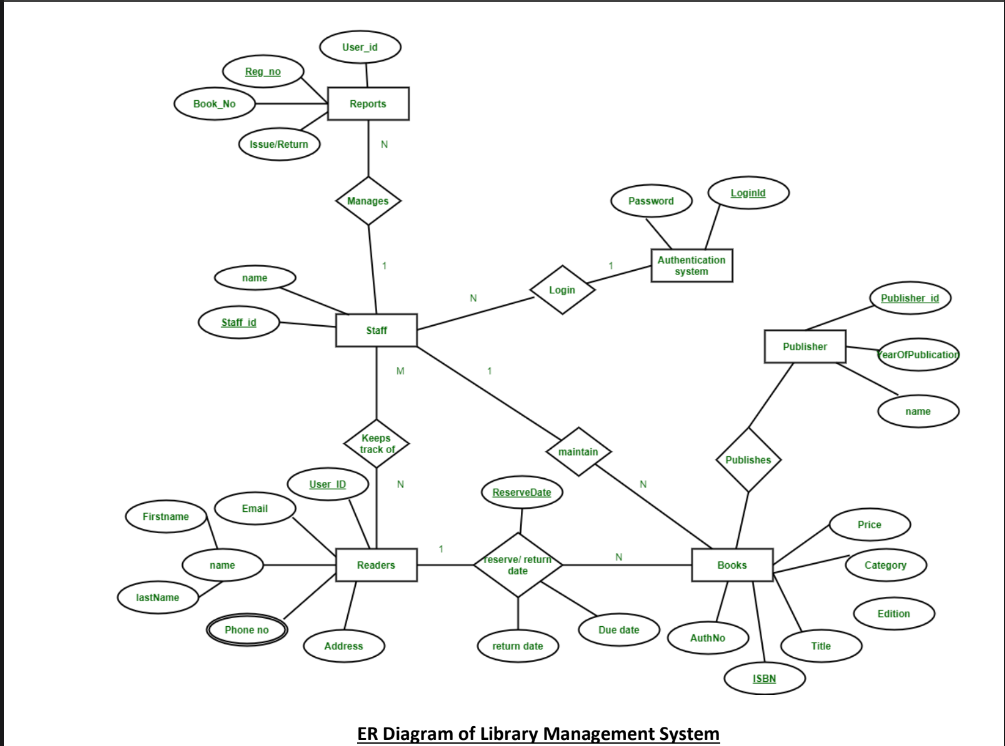 User_id
Reg_no
Book_No
Reports
Issue/Return
N
Manages
Password
LoginId
Authentication
system
1
1
name
Login
N
Staff_id
Staff
Publisher_id
Publisher
YearOfPublication
name
M
1
Keeps
track of
maintain
Publishes
User_ID
N
N
ReserveDate
Firstname
Email
Price
1
N
name
Readers
reserve/ return
date
Books
Category
lastName
Edition
Phone no
Address
return date
Due date
AuthNo
Title
ISBN
ER Diagram of Library Management System